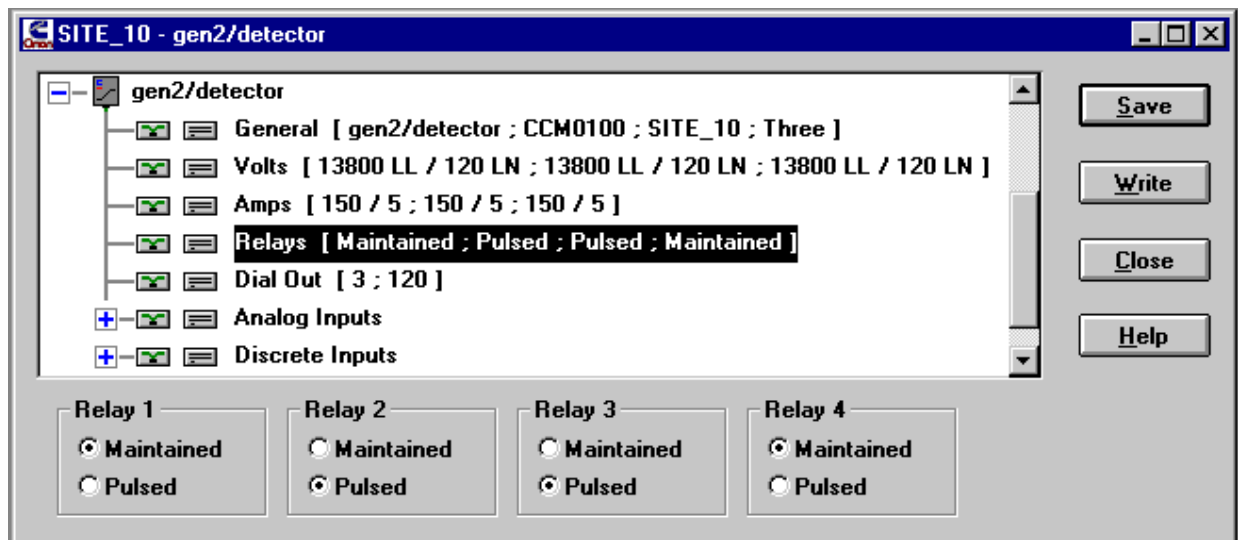 SITE_10 - gen2/detector
gen2/detector
General [ gen2/detector ; CCM0100 ; SITE_10 ; Three ]
Volts [ 13800 LL / 120 LN ; 13800 LL / 120 LN ; 13800 LL / 120 LN ]
Amps [ 150 / 5 ; 150 / 5 ; 150 / 5 ]
Relays [ Maintained ; Pulsed ; Pulsed ; Maintained ]
Dial Out [ 3 ; 120 ]
Analog Inputs
Discrete Inputs
Save
Write
Close
Help
Relay 1
Maintained
Pulsed
Relay 2
Maintained
Pulsed
Relay 3
Maintained
Pulsed
Relay 4
Maintained
Pulsed